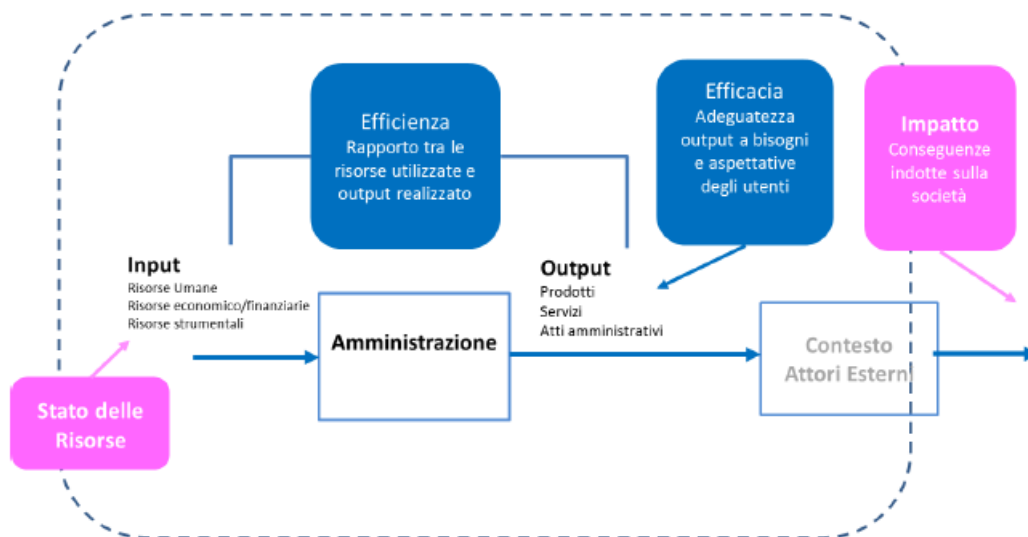 Efficienza
Rapporto tra le
risorse utilizzate e
output realizzato
Efficacia
Adeguatezza
output a bisogni
e aspettative
degli utenti
Impatto
Conseguenze
indotte sulla
società
Input
Risorse Umane
Risorse economico/finanziarie
Risorse strumentali
Output
Prodotti
Servizi
Atti amministrativi
Amministrazione
Contesto
Attori Esterni
Stato delle
Risorse